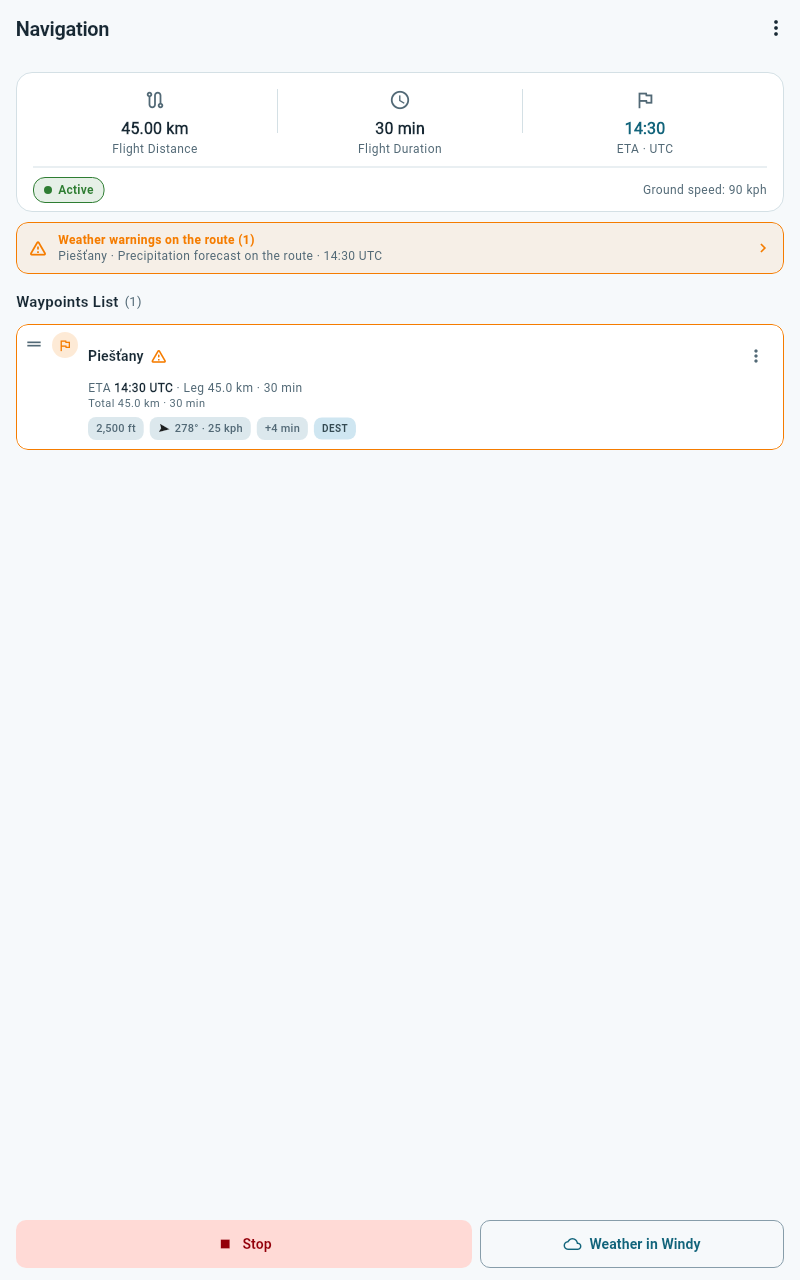 Navigation
45.00 km
Flight Distance
30 min
Flight Duration
14:30
ETA · UTC
Active
Ground speed: 90 kph
Weather warnings on the route (1)
Piešťany · Precipitation forecast on the route · 14:30 UTC
Waypoints List (1)
Piešťany
ETA 14:30 UTC · Leg 45.0 km · 30 min
Total 45.0 km · 30 min
2,500 ft
278° · 25 kph
+4 min
DEST
Stop
Weather in Windy